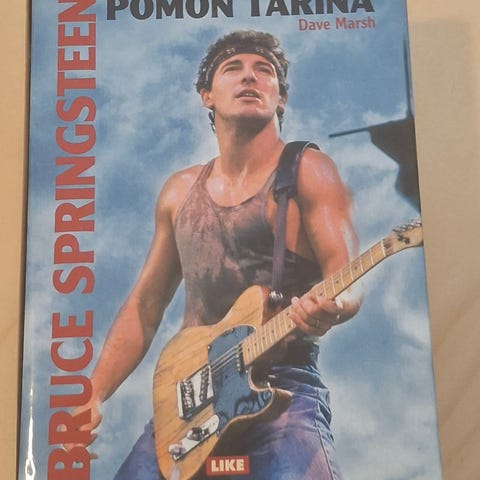 POMON TARINA
Dave Marsh
BRUCE SPRINGSTEEN
LIKE